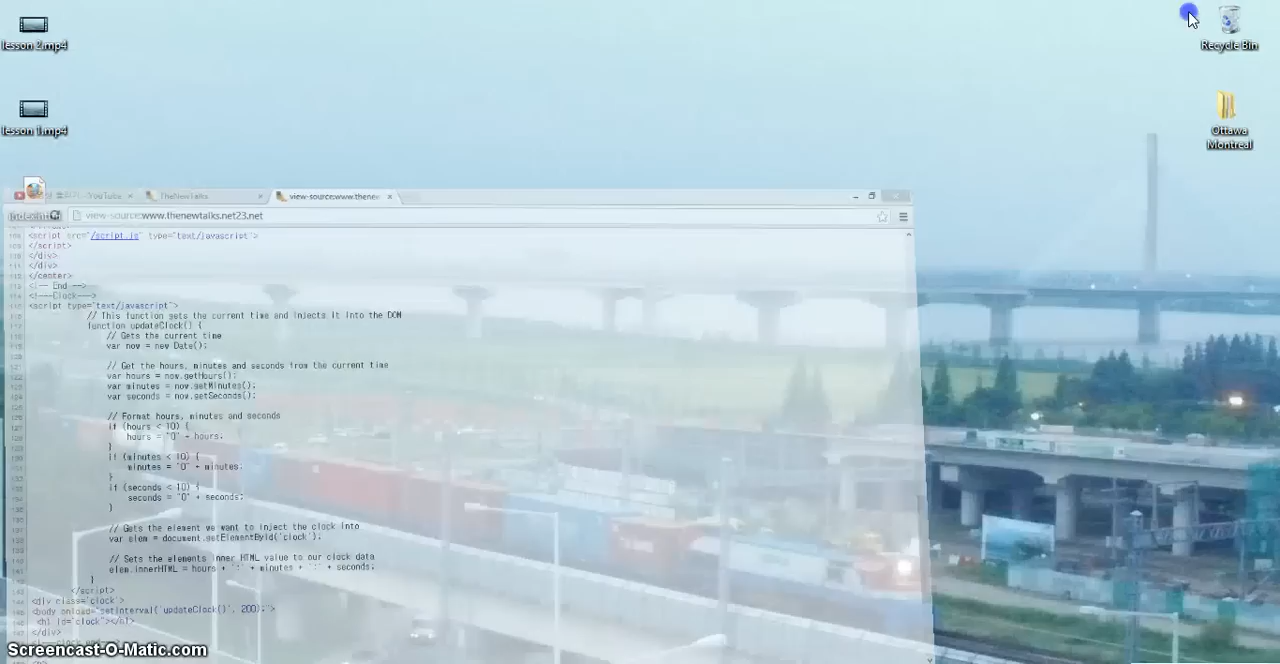 lesson 2.mp4
Recycle Bin
lesson 1.mp4
Ottawa
Montreal
YouTube
TheNewTalks
view-source:www.thenew
view-source:www.thenewtalks.net23.net
<script src="/script.js" type="text/javascript">
</script>
</div>
</div>
</center>
<!-- End -->
<!--Clock-->
<script type="text/javascript">
// This function gets the current time and injects it into the DOM
function updateClock() {
// Gets the current time
var now = new Date();
// Get the hours, minutes and seconds from the current time
var hours = now.getHours();
var minutes = now.getMinutes();
var seconds = now.getSeconds();
// Format hours, minutes and seconds
if (hours < 10) {
hours = "0" + hours;
}
if (minutes < 10) {
minutes = "0" + minutes;
}
if (seconds < 10) {
seconds = "0" + seconds;
}
// Gets the element we want to inject the clock into
var elem = document.getElementById('clock');
// Sets the elements inner HTML value to our clock data
elem.innerHTML = hours + ':' + minutes + ':' + seconds;
}
</script>
<div class="clock">
<body onload="setInterval('updateClock()', 200);">
<h1 id="clock"></h1>
</div>
<!--clock end-->
Screencast-O-Matic.com